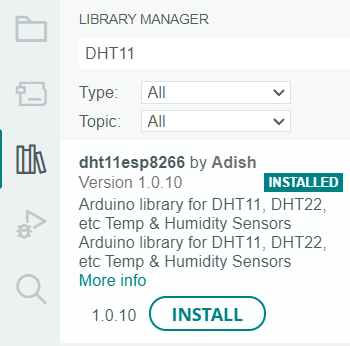 LIBRARY MANAGER
DHT11
Type: All
Topic: All
dht11esp8266 by Adish
Version 1.0.10 INSTALLED
Arduino library for DHT11, DHT22,
etc Temp & Humidity Sensors
Arduino library for DHT11, DHT22,
etc Temp & Humidity Sensors
More info
1.0.10 INSTALL